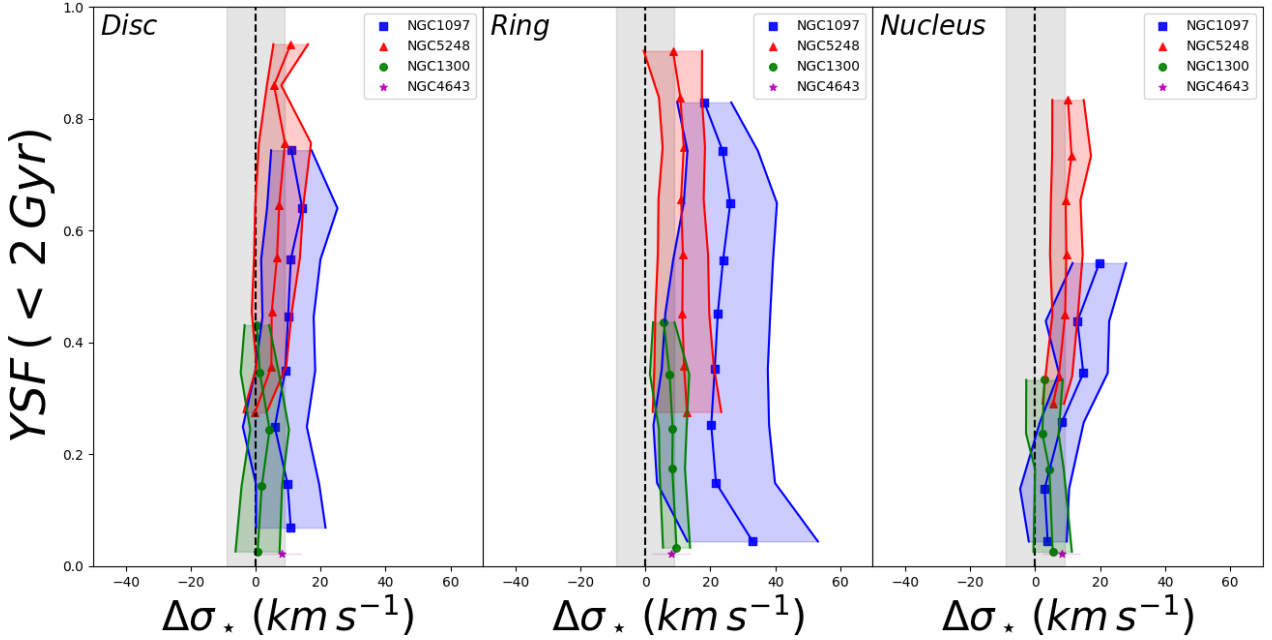 Disc
NGC1097
NGC5248
NGC1300
NGC4643
Ring
NGC1097
NGC5248
NGC1300
NGC4643
Nucleus
NGC1097
NGC5248
NGC1300
NGC4643
YSF ( < 2 Gyr)
1.0
0.8
0.6
0.4
0.2
0.0
−40 −20 0 20 40 60
−40 −20 0 20 40 60
−40 −20 0 20 40 60
Δσ⋆ (km s⁻¹)
Δσ⋆ (km s⁻¹)
Δσ⋆ (km s⁻¹)